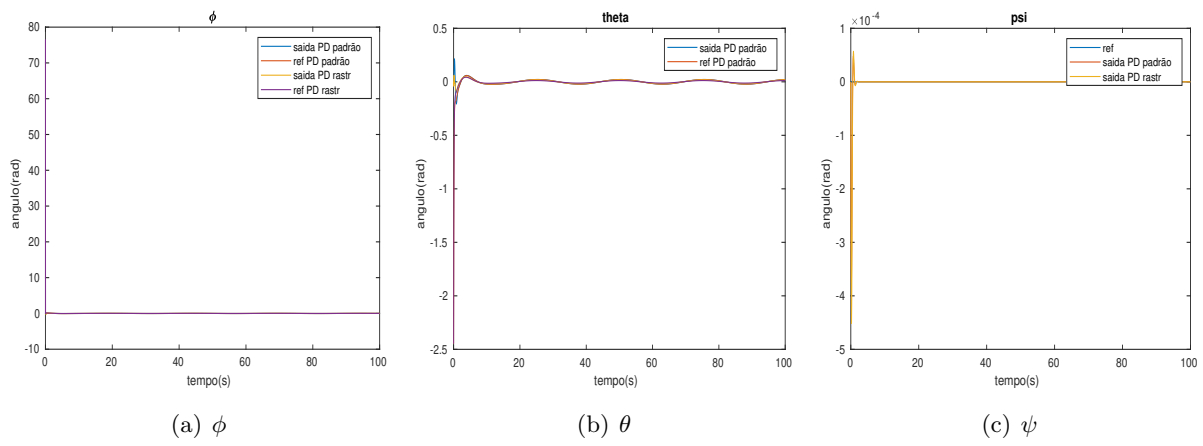 ϕ
80
70
60
50
40
30
20
10
0
-10
angulo(rad)
saida PD padrão
ref PD padrão
saida PD rastr
ref PD rastr
0 20 40 60 80 100
tempo(s)
(a) ϕ
theta
0.5
0
-0.5
-1
-1.5
-2
-2.5
angulo(rad)
saida PD padrão
ref PD padrão
0 20 40 60 80 100
tempo(s)
(b) θ
psi
×10⁻⁴
1
0
-1
-2
-3
-4
-5
angulo(rad)
ref
saida PD padrão
saida PD rastr
0 20 40 60 80 100
tempo(s)
(c) ψ